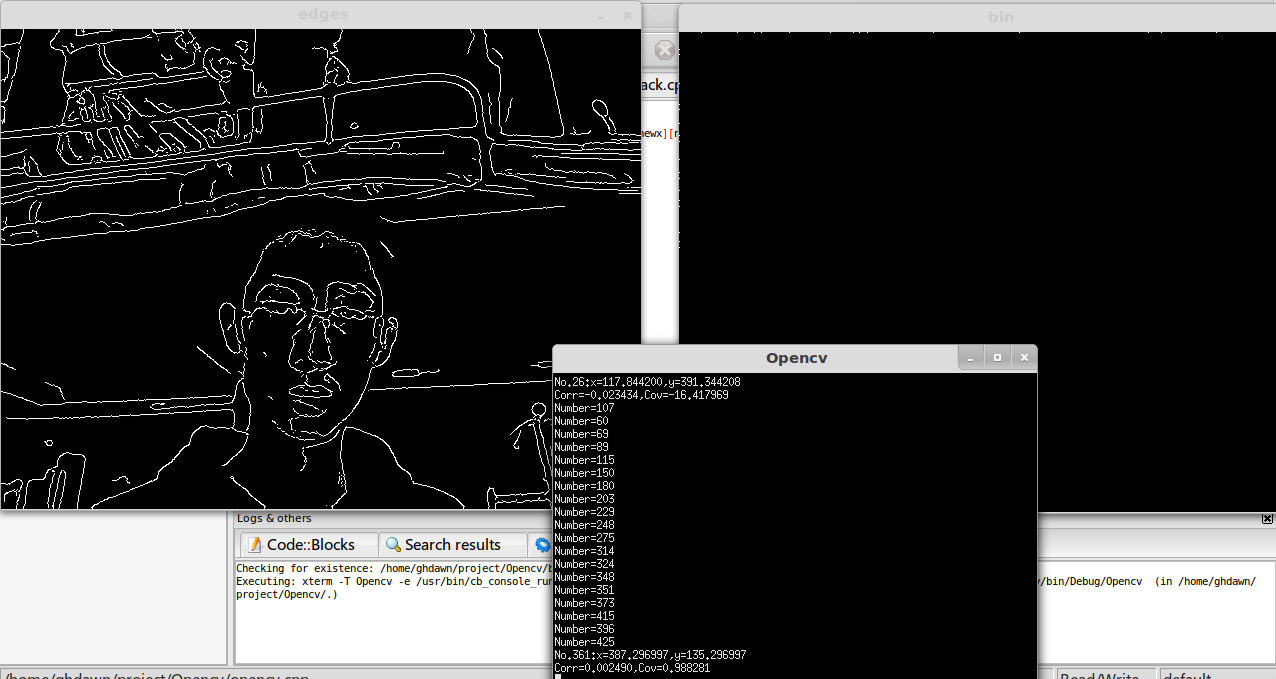 edges
bin
ack.cp
ewx][r
Opencv
No.26:x=117.844200,y=391.344208
Corr=-0.023434,Cov=-16.417969
Number=107
Number=60
Number=69
Number=89
Number=115
Number=150
Number=180
Number=203
Number=229
Number=248
Number=275
Number=314
Number=324
Number=348
Number=351
Number=373
Number=415
Number=396
Number=425
No.361:x=387.296997,y=135.296997
Corr=0.002490,Cov=0.988281
Logs & others
Code::Blocks
Search results
Checking for existence: /home/ghdawn/project/Opencv/b
Executing: xterm -T Opencv -e /usr/bin/cb_console_ru v/bin/Debug/Opencv (in /home/ghdawn/
project/Opencv/.)
/home/ghdawn/project/Opencv/opencv.cpp
Read/Write
default